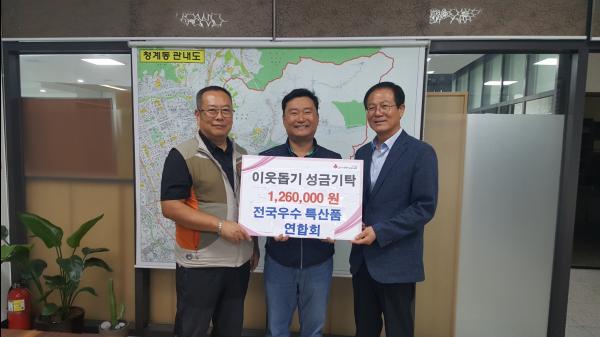 청계동 관내도
이웃돕기 성금기탁
1,260,000 원
전국우수 특산품
연합회